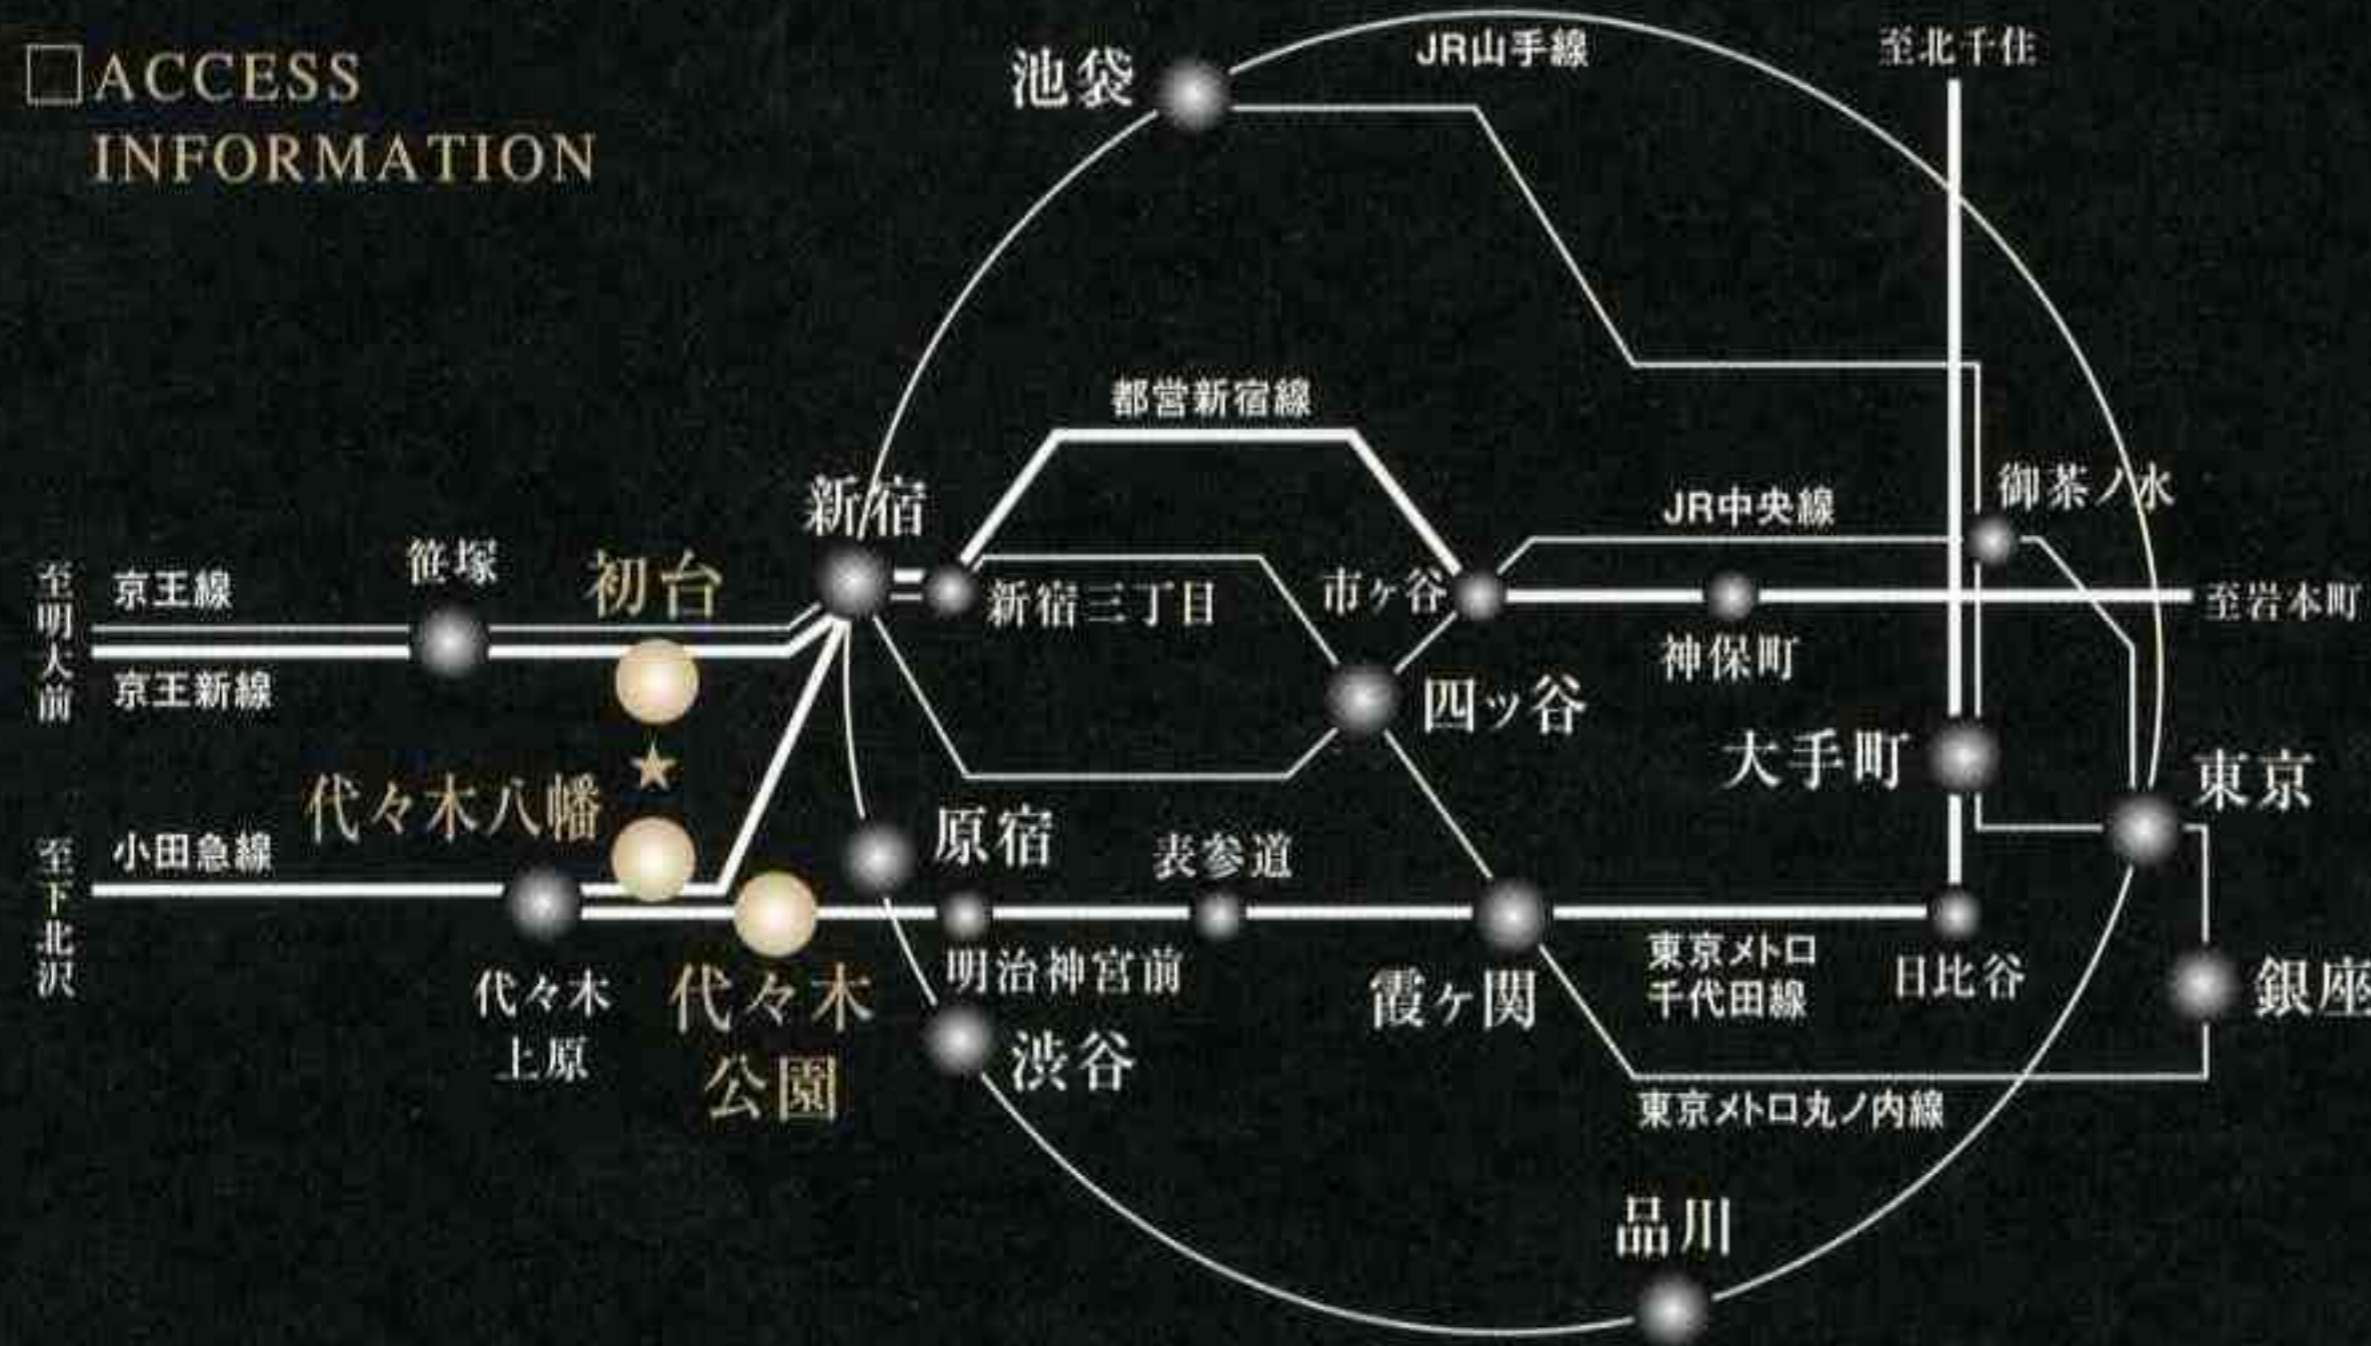 ACCESS
INFORMATION
池袋
JR山手線
至北千住
都営新宿線
新宿
JR中央線
御茶ノ水
笹塚
初台
至明大前
京王線
新宿三丁目
市ヶ谷
至岩本町
神保町
京王新線
四ッ谷
大手町
東京
代々木八幡
原宿
表参道
至下北沢
小田急線
明治神宮前
東京メトロ
千代田線
日比谷
銀座
代々木
上原
代々木
公園
霞ヶ関
渋谷
東京メトロ丸ノ内線
品川